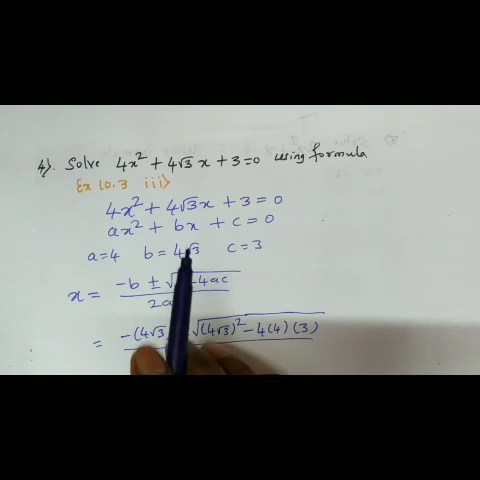 4). Solve 4x² + 4√3 x + 3 = 0 using formula
Ex 10.3 iii)
4x² + 4√3x + 3 = 0
ax² + bx + c = 0
a = 4 b = 4√3 c = 3
x = -b ± √ -4ac
2a
= -(4√3 √(4√3)² - 4(4)(3)